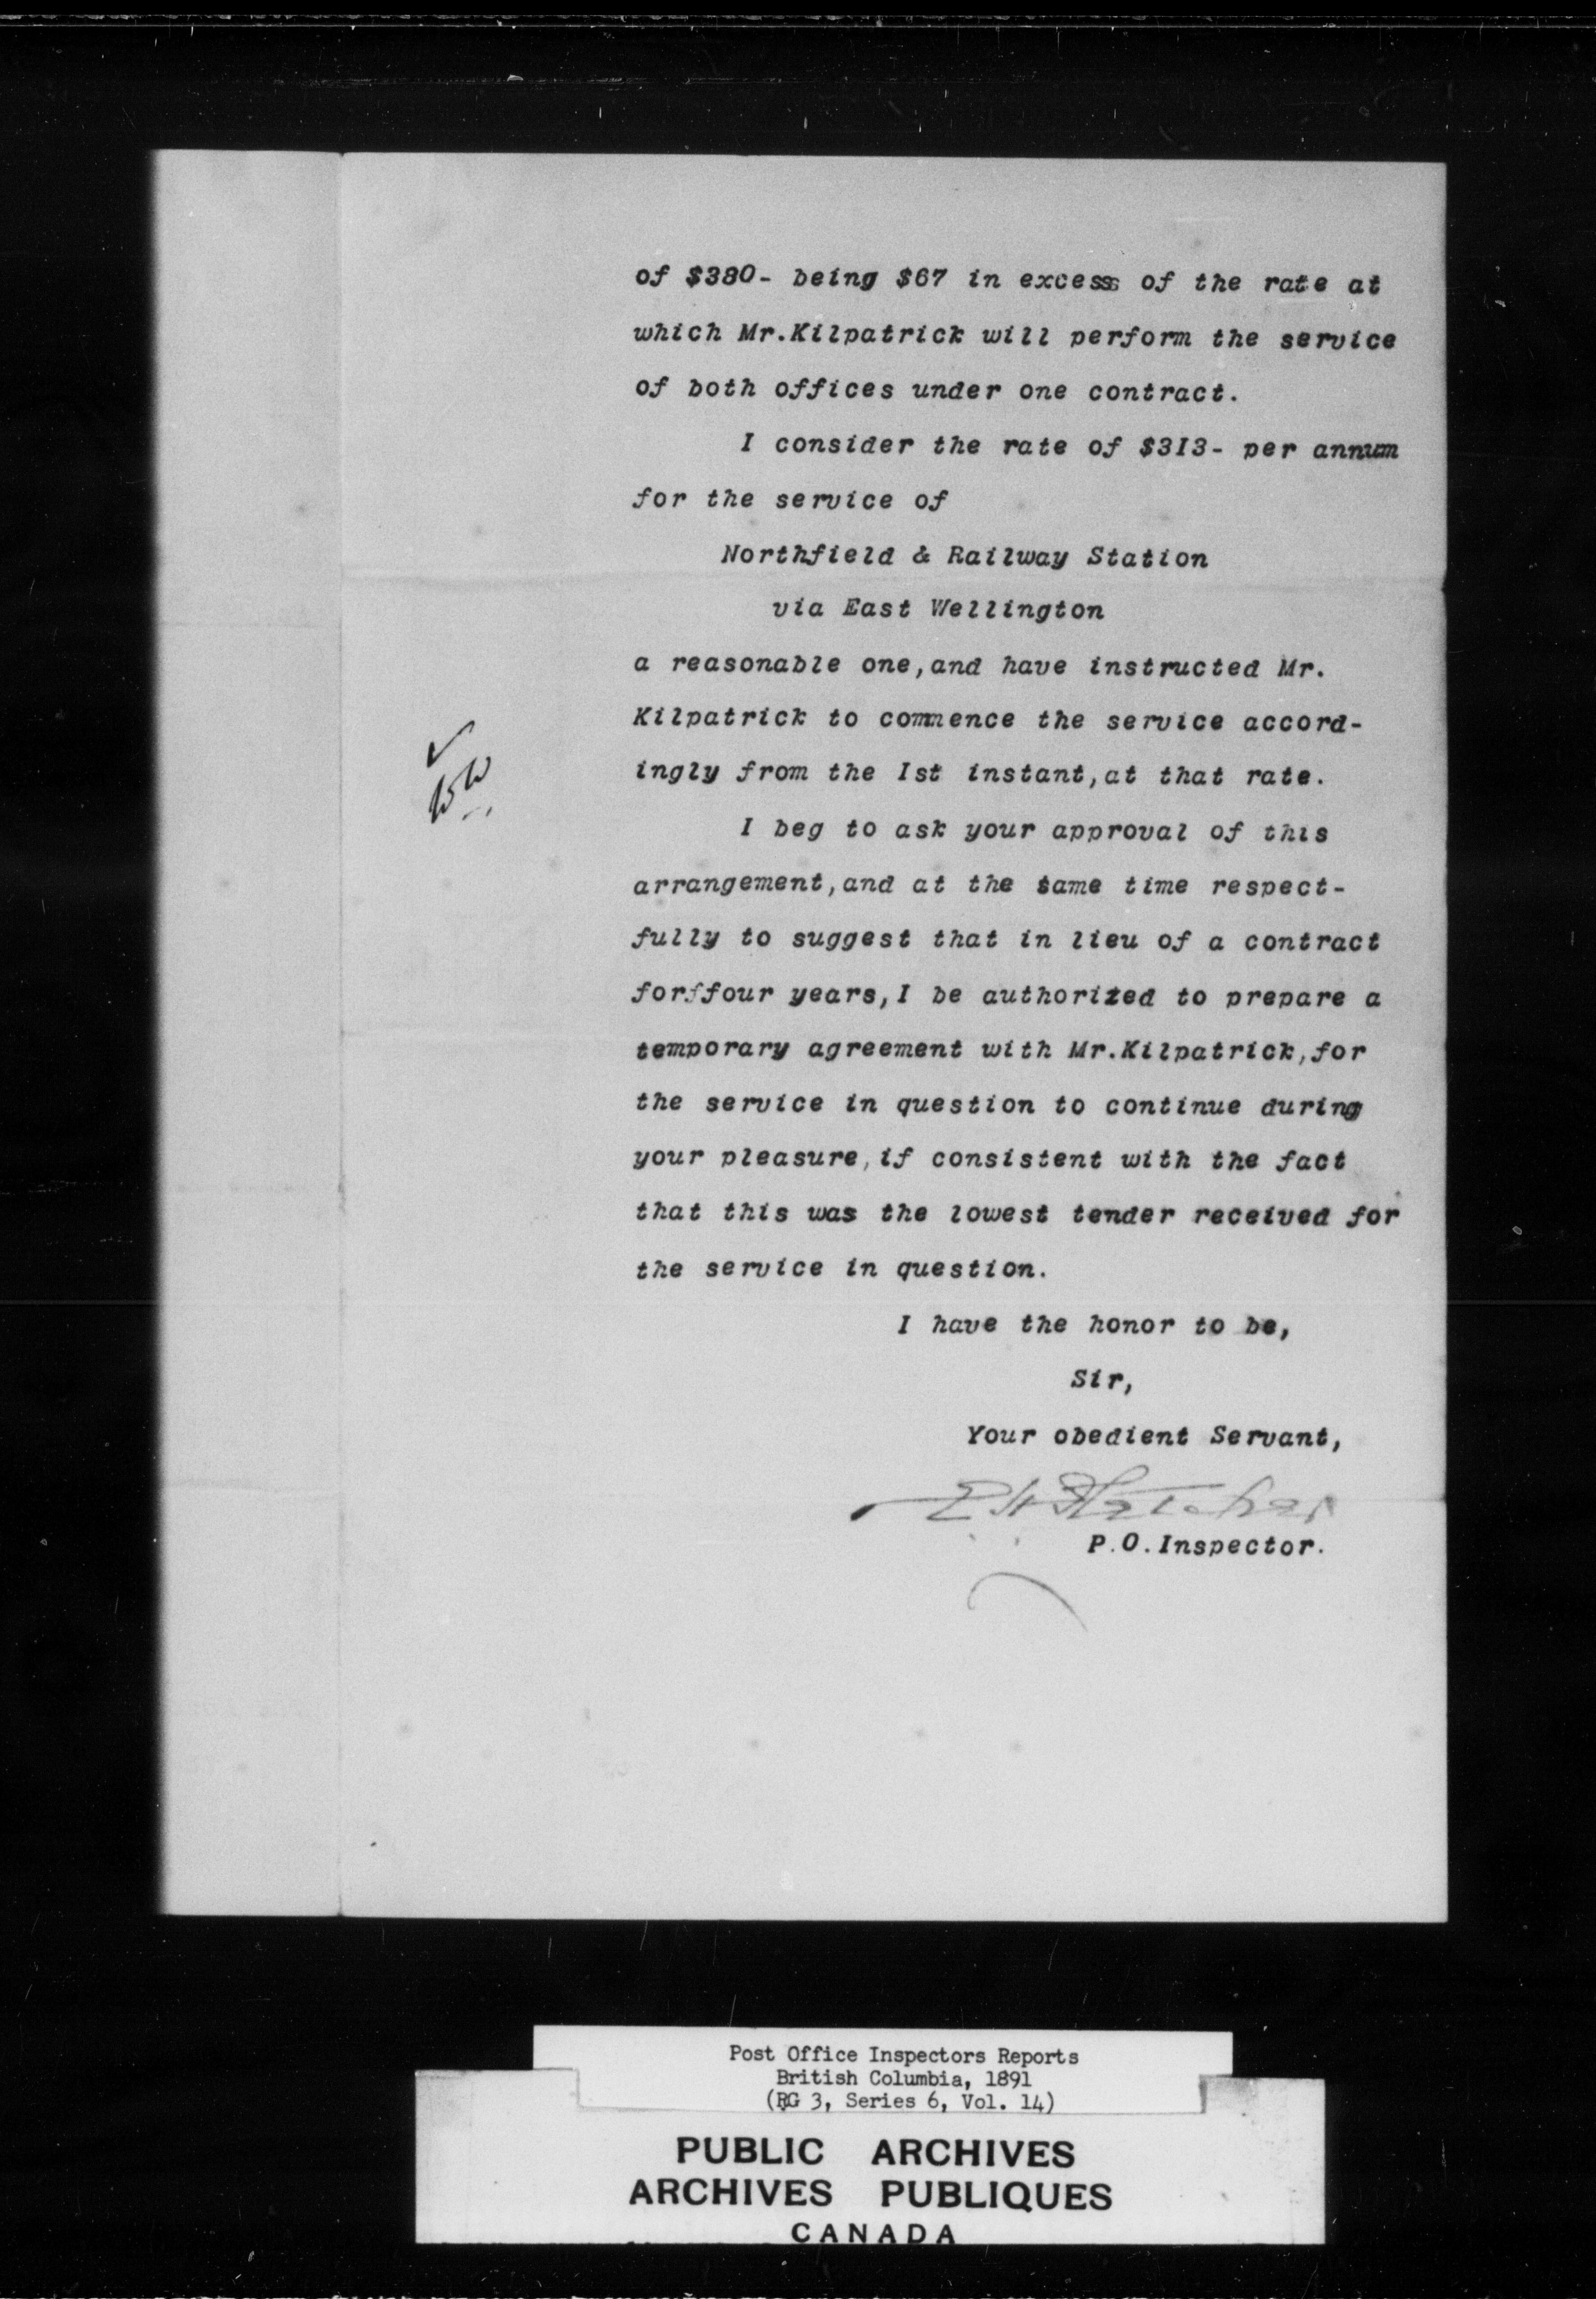 of $380- being $67 in excesss of the rate at
which Mr.Kilpatrick will perform the service
of both offices under one contract.
I consider the rate of $3I3- per annum
for the service of
Northfield & Railway Station
via East Wellington
a reasonable one,and have instructed Mr.
Kilpatrick to commence the service accord-
ingly from the Ist instant,at that rate.
I beg to ask your approval of this
arrangement,and at the same time respect-
fully to suggest that in lieu of a contract
forffour years,I be authorized to prepare a
temporary agreement with Mr.Kilpatrick,for
the service in question to continue during
your pleasure,if consistent with the fact
that this was the lowest tender received for
the service in question.
I have the honor to be,
Sir,
Your obedient Servant,
E H Fletcher
P.O.Inspector.
Post Office Inspectors Reports
British Columbia, 1891
(RG 3, Series 6, Vol. 14)
PUBLIC ARCHIVES
ARCHIVES PUBLIQUES
CANADA